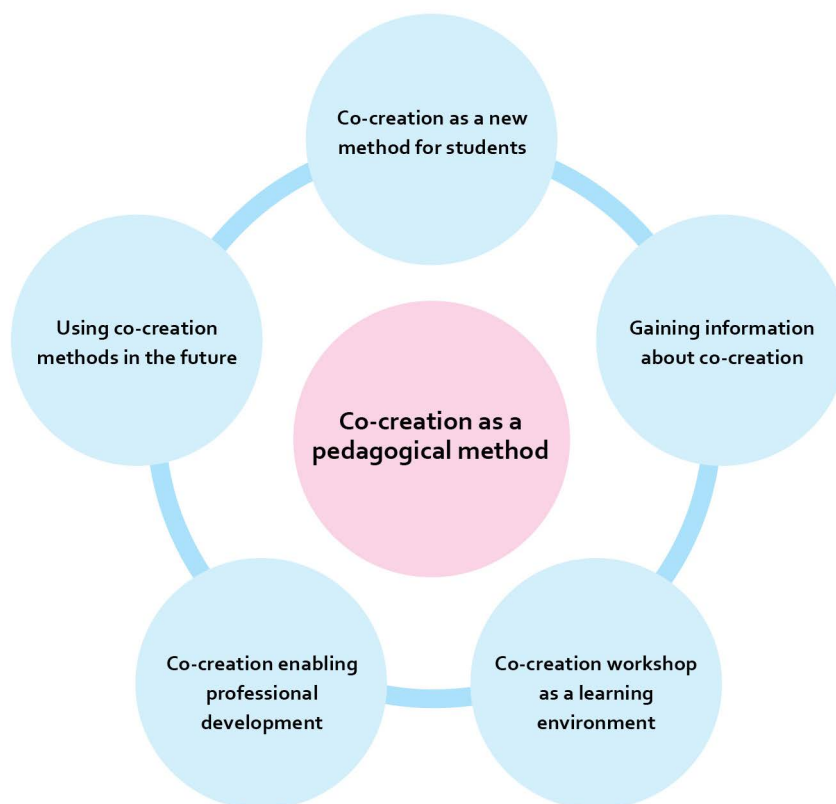 Co-creation as a new
method for students
Gaining information
about co-creation
Co-creation workshop
as a learning
environment
Co-creation enabling
professional
development
Using co-creation
methods in the future
Co-creation as a
pedagogical method